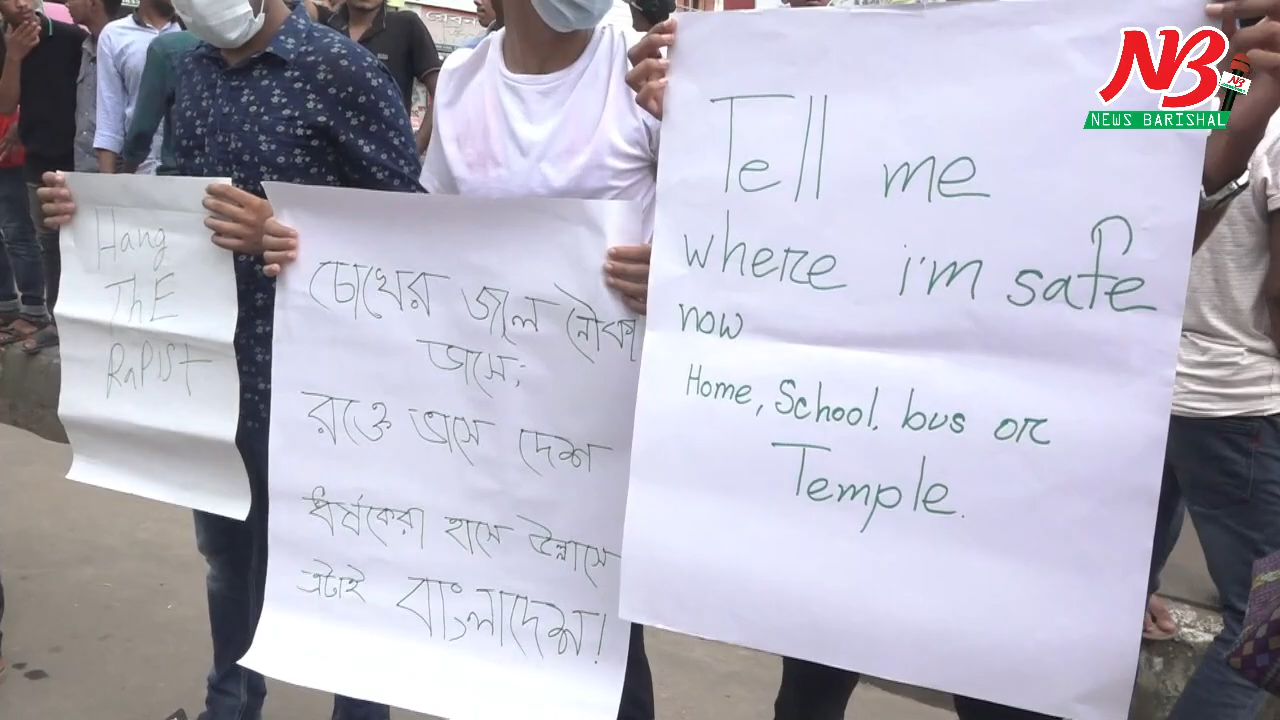 Hang
ThE
RaPIST
চোখের জলে নৌকা
ভাসে;
রক্তে ভাসে দেশ
ধর্ষকেরা হাসে উল্লাসে
এটাই বাংলাদেশ!
Tell me
where i'm safe
now
Home, School, bus or
Temple.
NB
NEWS BARISHAL